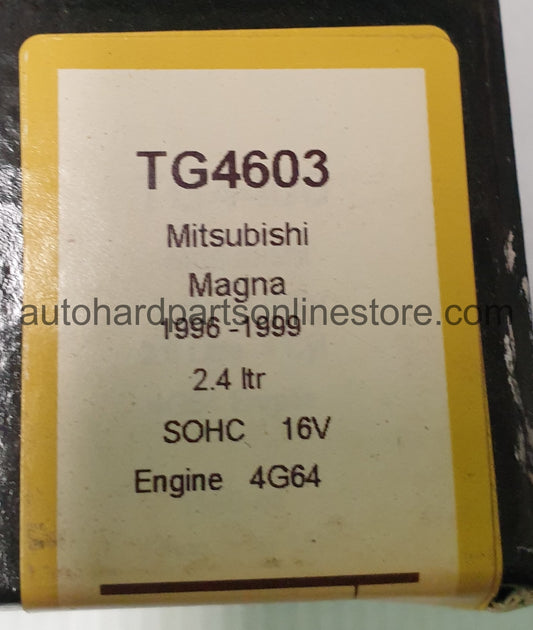 TG4603
Mitsubishi
Magna
autohardpartsonlinestore.com
1996-1999
2.4 ltr
SOHC 16V
Engine 4G64